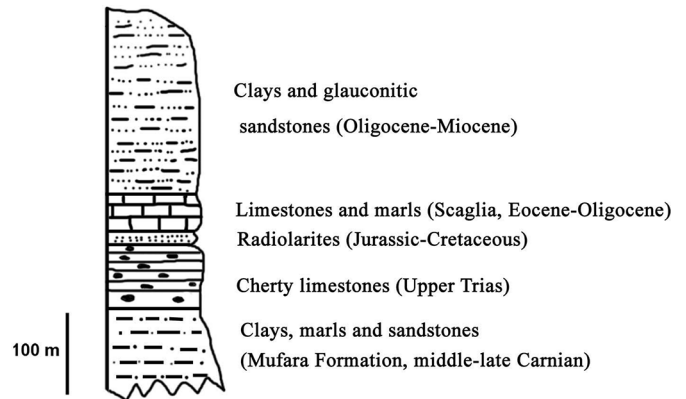 Clays and glauconitic
sandstones (Oligocene-Miocene)
Limestones and marls (Scaglia, Eocene-Oligocene)
Radiolarites (Jurassic-Cretaceous)
Cherty limestones (Upper Trias)
Clays, marls and sandstones
(Mufara Formation, middle-late Carnian)
100 m